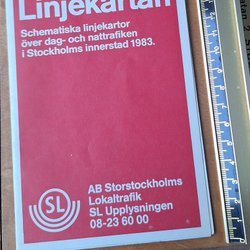 Linjekartan
Schematiska linjekartor
över dag- och nattrafiken
i Stockholms innerstad 1983.
SL
AB Storstockholms
Lokaltrafik
SL Upplysningen
08-23 60 00